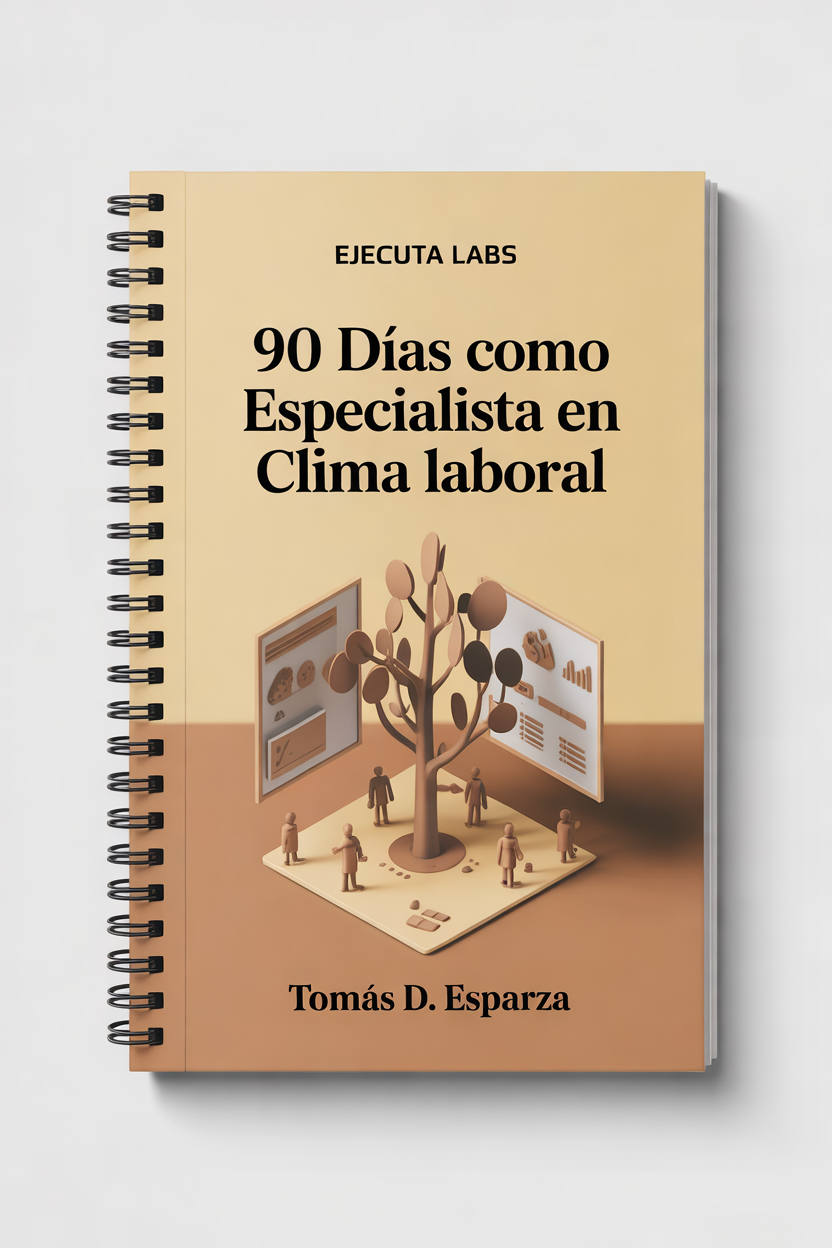 EJECUTA LABS
90 Días como
Especialista en
Clima laboral
Tomás D. Esparza